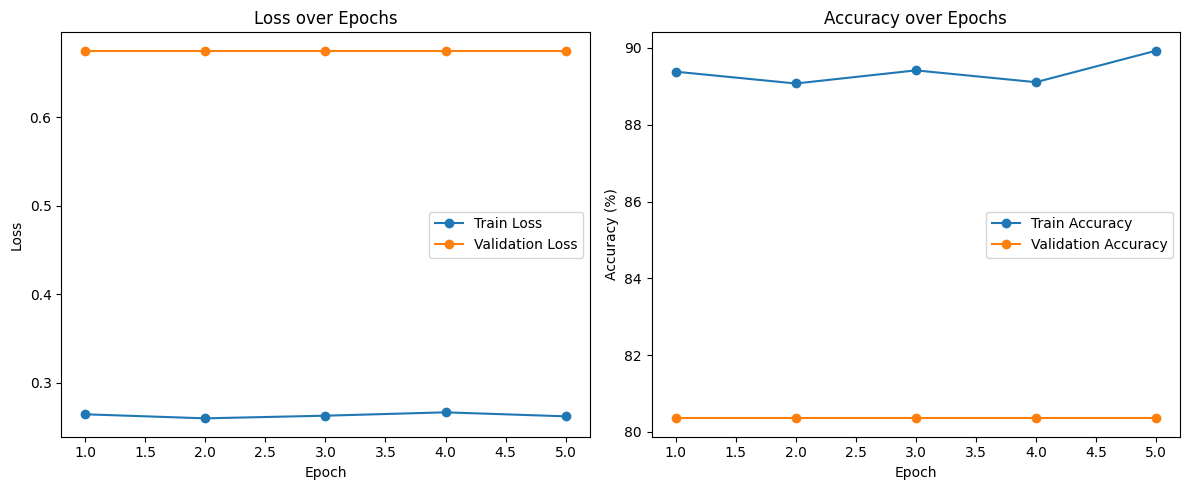 Loss over Epochs
Loss
0.6
0.5
0.4
0.3
Train Loss
Validation Loss
1.0 1.5 2.0 2.5 3.0 3.5 4.0 4.5 5.0
Epoch
Accuracy over Epochs
Accuracy (%)
90
88
86
84
82
80
Train Accuracy
Validation Accuracy
1.0 1.5 2.0 2.5 3.0 3.5 4.0 4.5 5.0
Epoch